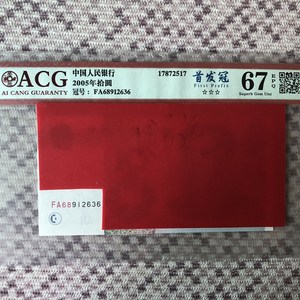 ACG
AI CANG GUARANTY
中国人民银行
2005年拾圆
冠号：FA68912636
17872517
首发冠
First Prefix
☆☆☆
67
EPQ
Superb Gem Unc
FA68912636